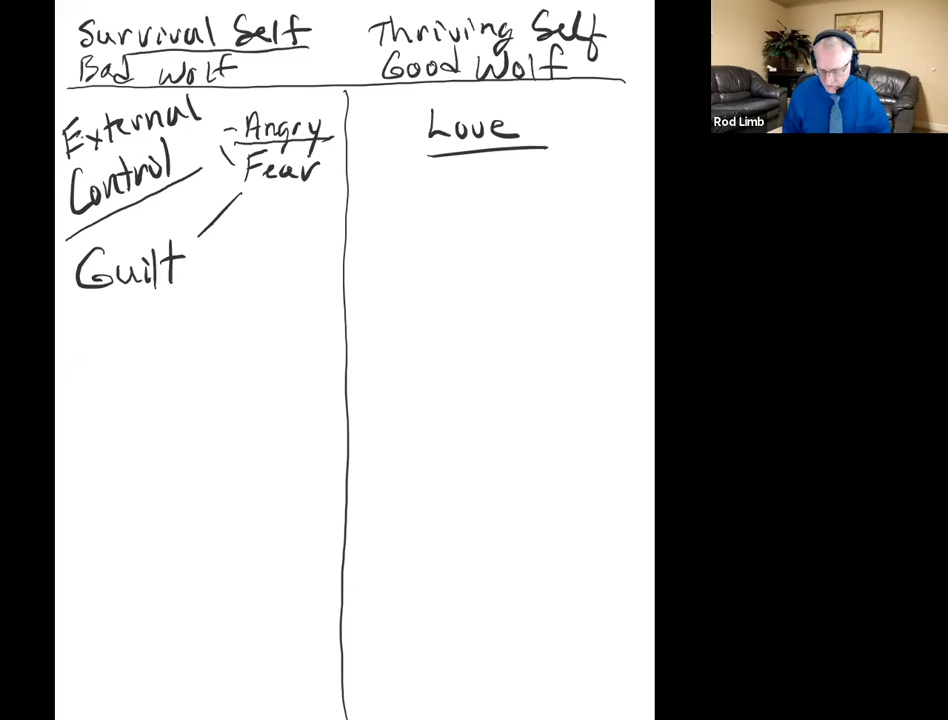 Survival Self
Bad Wolf
External
Control
- Angry
\ Fear
Guilt
Thriving Self
Good Wolf
Love
Rod Limb